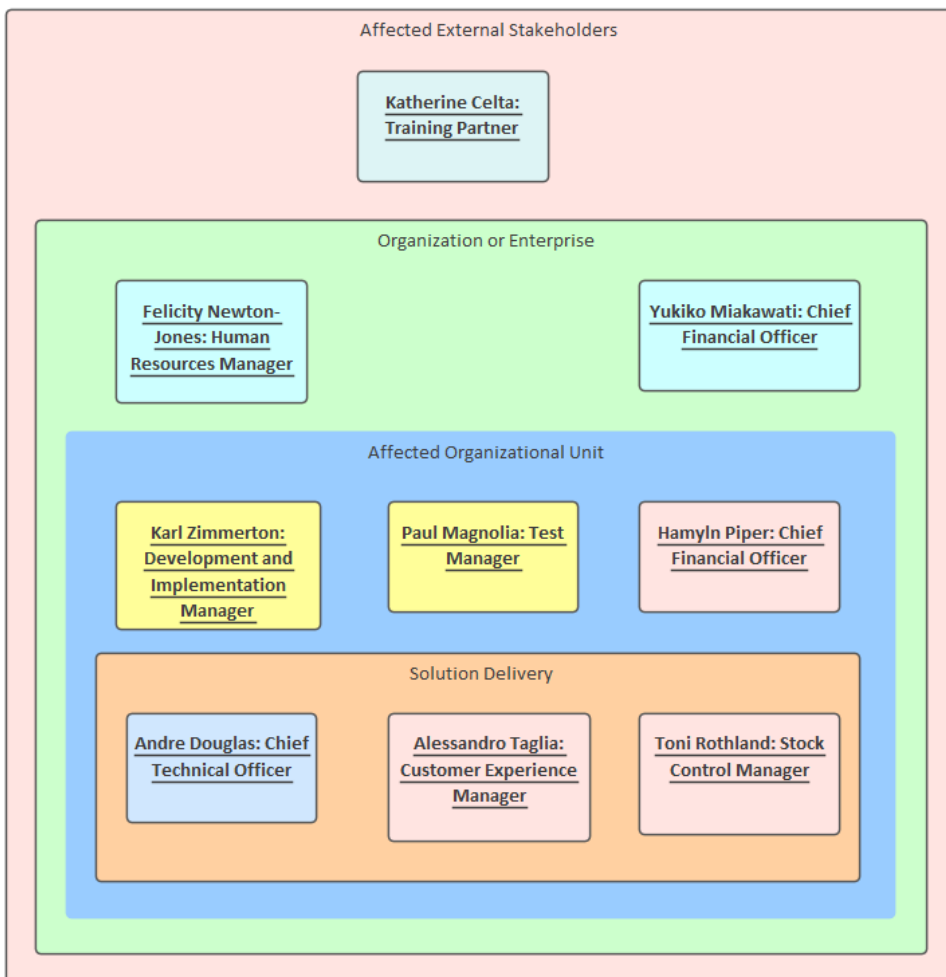 Affected External Stakeholders
Katherine Celta:
Training Partner
Organization or Enterprise
Felicity Newton-
Jones: Human
Resources Manager
Yukiko Miakawati: Chief
Financial Officer
Affected Organizational Unit
Karl Zimmerton:
Development and
Implementation
Manager
Paul Magnolia: Test
Manager
Hamyln Piper: Chief
Financial Officer
Solution Delivery
Andre Douglas: Chief
Technical Officer
Alessandro Taglia:
Customer Experience
Manager
Toni Rothland: Stock
Control Manager